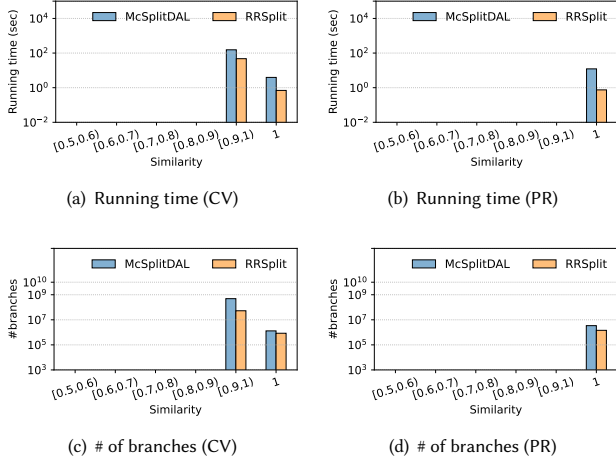 McSplitDAL RRSplit
Running time (sec)
10^4
10^2
10^0
10^-2
[0.5,0.6) [0.6,0.7) [0.7,0.8) [0.8,0.9) [0.9,1) 1
Similarity
(a) Running time (CV)
McSplitDAL RRSplit
Running time (sec)
10^4
10^2
10^0
10^-2
[0.5,0.6) [0.6,0.7) [0.7,0.8) [0.8,0.9) [0.9,1) 1
Similarity
(b) Running time (PR)
McSplitDAL RRSplit
#branches
10^10
10^9
10^7
10^5
10^3
[0.5,0.6) [0.6,0.7) [0.7,0.8) [0.8,0.9) [0.9,1) 1
Similarity
(c) # of branches (CV)
McSplitDAL RRSplit
#branches
10^10
10^9
10^7
10^5
10^3
[0.5,0.6) [0.6,0.7) [0.7,0.8) [0.8,0.9) [0.9,1) 1
Similarity
(d) # of branches (PR)